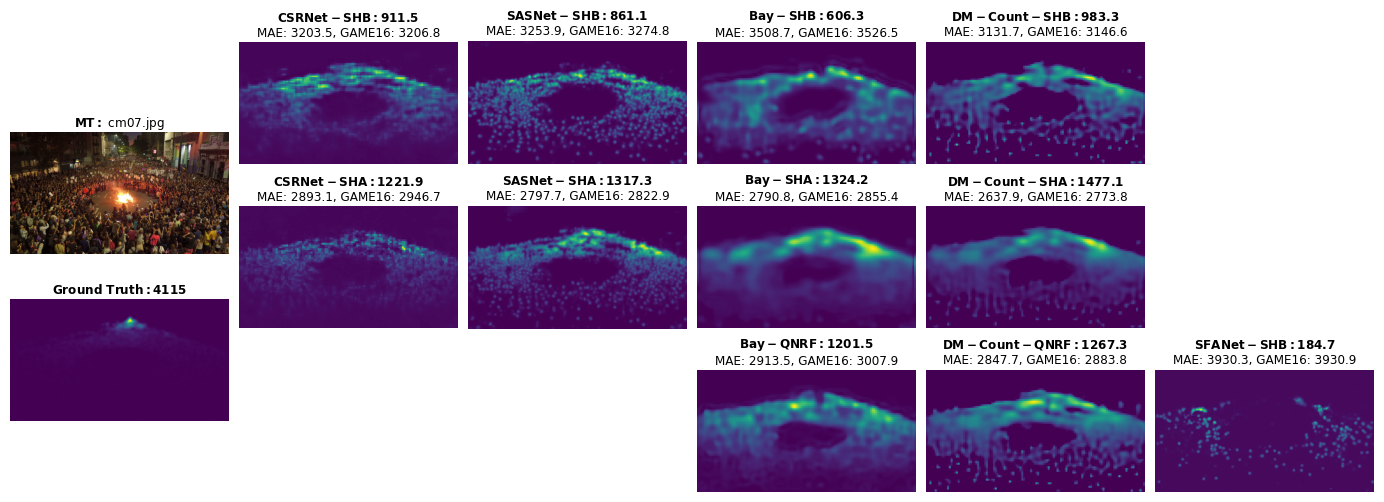 CSRNet − SHB : 911.5
MAE: 3203.5, GAME16: 3206.8
SASNet − SHB : 861.1
MAE: 3253.9, GAME16: 3274.8
Bay − SHB : 606.3
MAE: 3508.7, GAME16: 3526.5
DM − Count − SHB : 983.3
MAE: 3131.7, GAME16: 3146.6
MT : cm07.jpg
CSRNet − SHA : 1221.9
MAE: 2893.1, GAME16: 2946.7
SASNet − SHA : 1317.3
MAE: 2797.7, GAME16: 2822.9
Bay − SHA : 1324.2
MAE: 2790.8, GAME16: 2855.4
DM − Count − SHA : 1477.1
MAE: 2637.9, GAME16: 2773.8
Ground Truth : 4115
Bay − QNRF : 1201.5
MAE: 2913.5, GAME16: 3007.9
DM − Count − QNRF : 1267.3
MAE: 2847.7, GAME16: 2883.8
SFANet − SHB : 184.7
MAE: 3930.3, GAME16: 3930.9